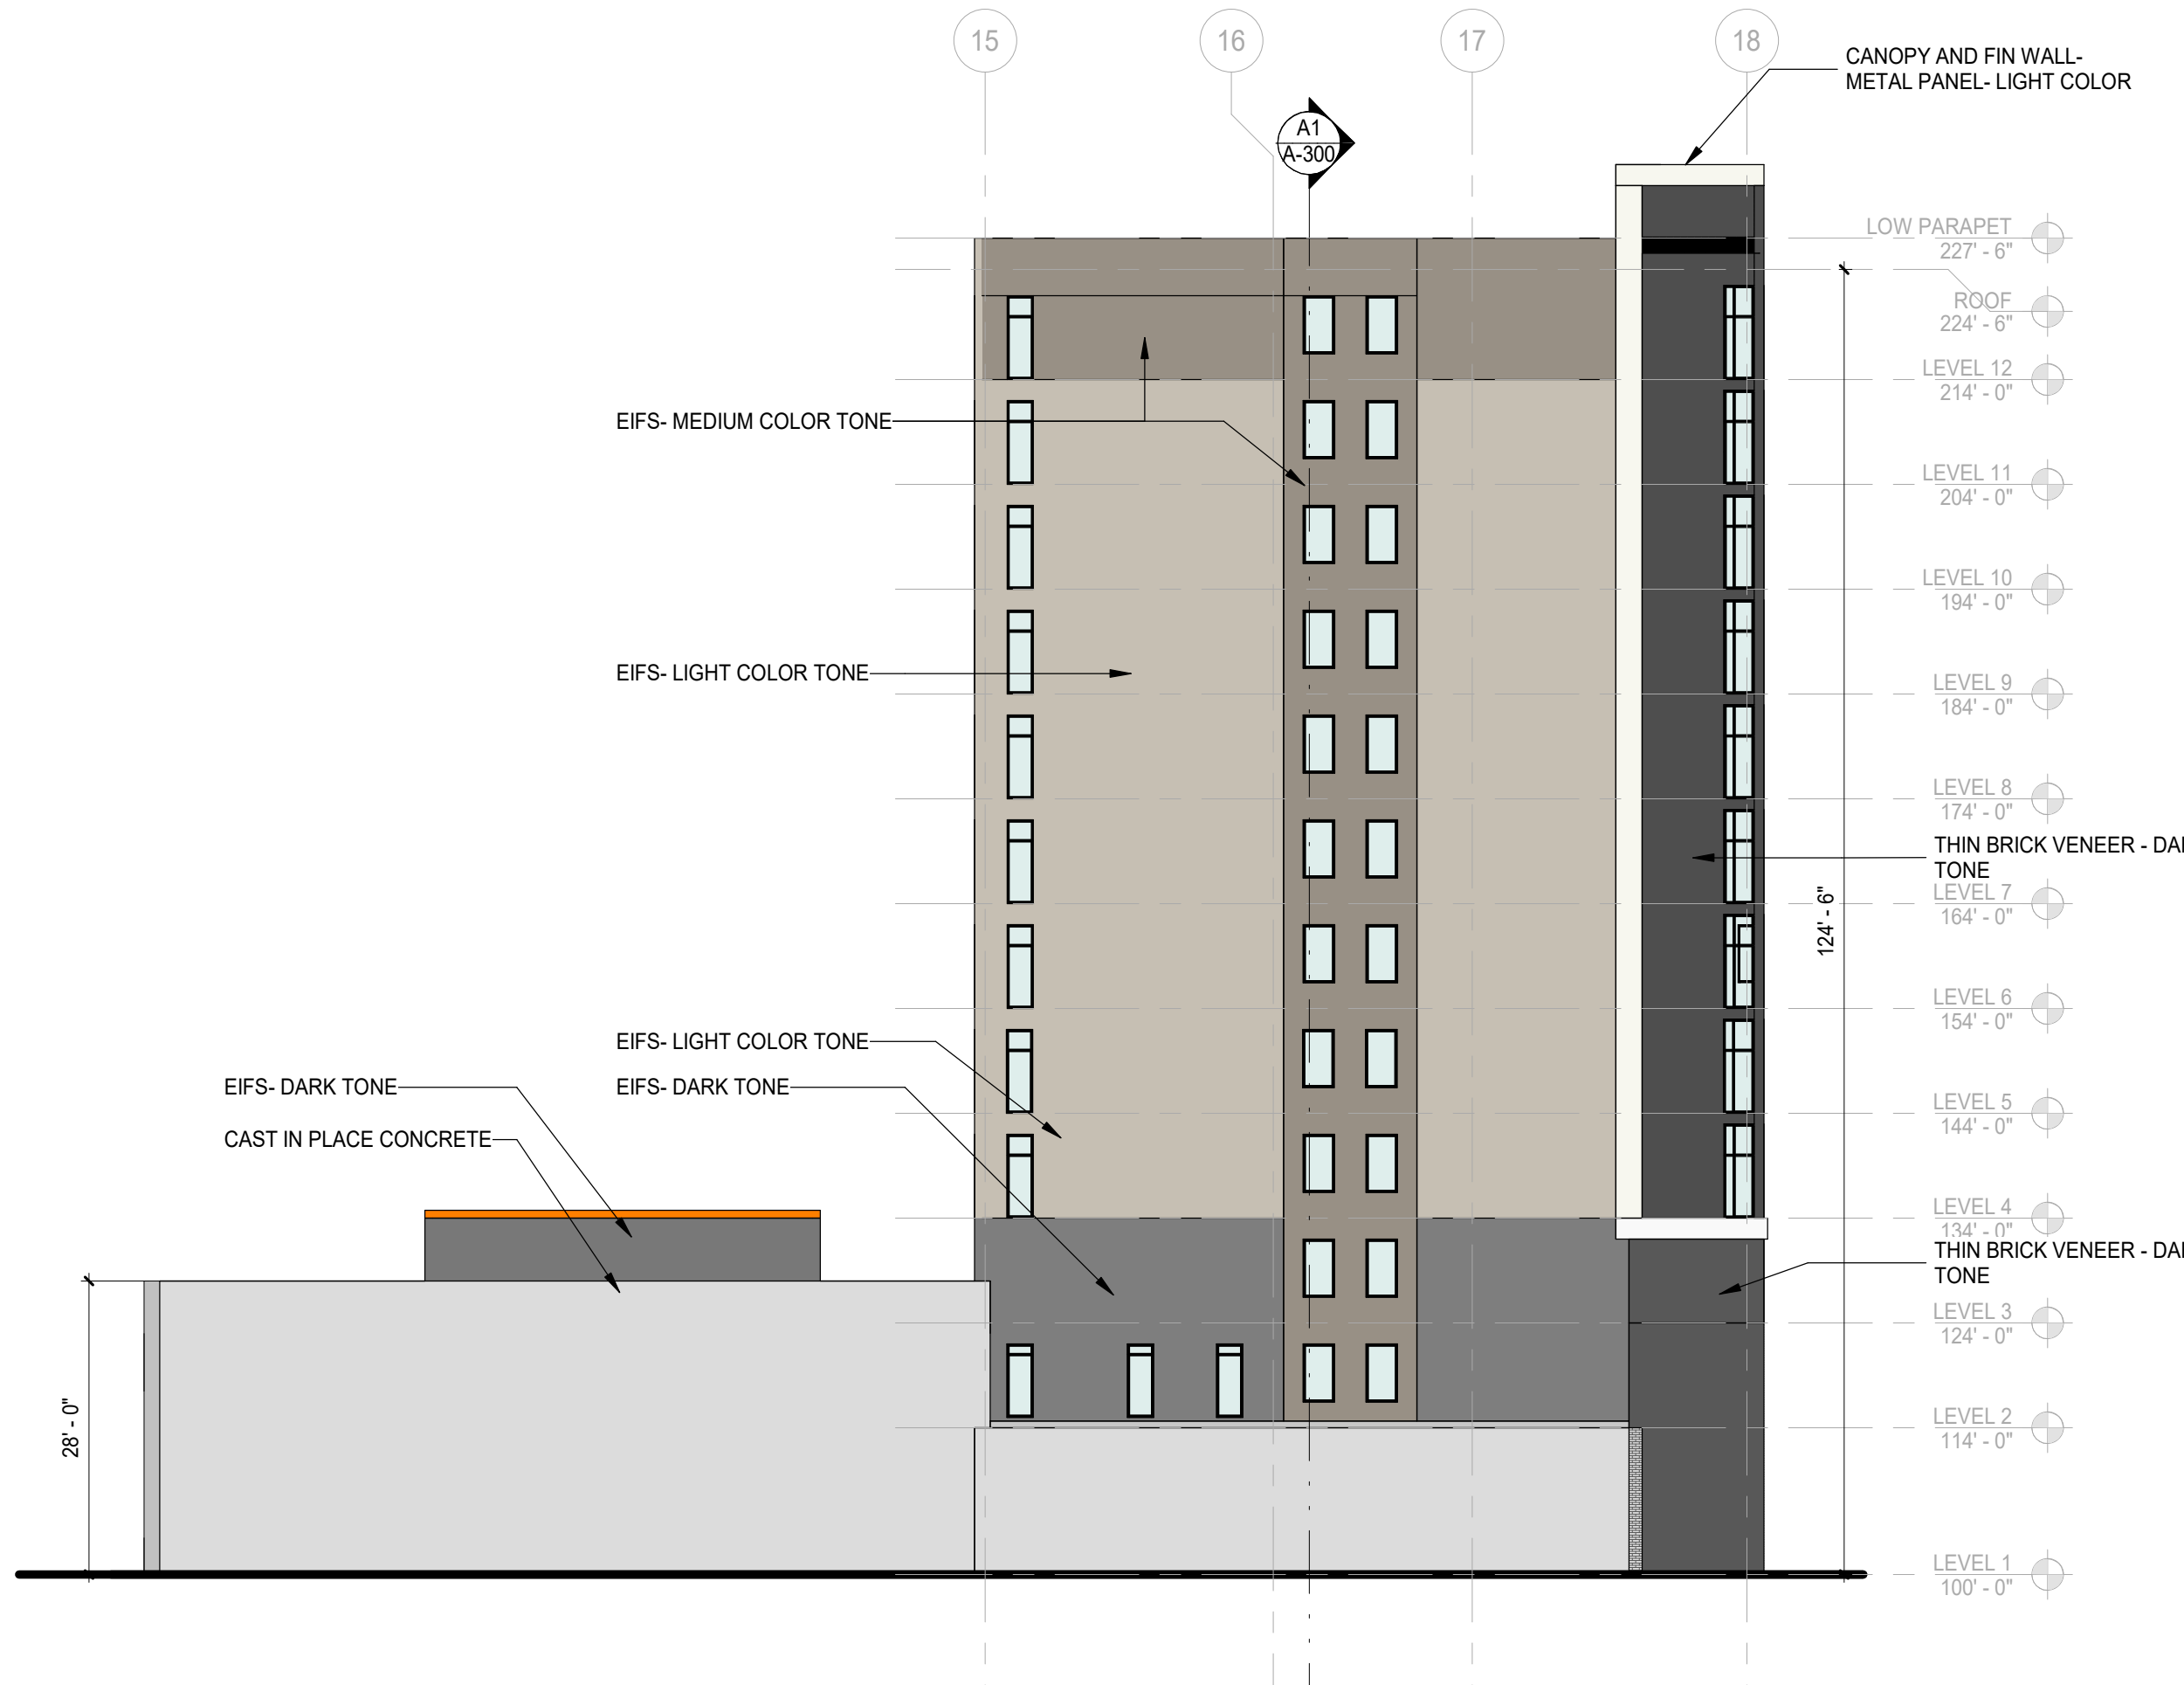 15
16
17
18
CANOPY AND FIN WALL-
METAL PANEL- LIGHT COLOR
A1
A-300
LOW PARAPET
227' - 6"
ROOF
224' - 6"
LEVEL 12
214' - 0"
EIFS- MEDIUM COLOR TONE
LEVEL 11
204' - 0"
LEVEL 10
194' - 0"
EIFS- LIGHT COLOR TONE
LEVEL 9
184' - 0"
LEVEL 8
174' - 0"
THIN BRICK VENEER - DA
TONE
LEVEL 7
164' - 0"
124' - 6"
LEVEL 6
154' - 0"
EIFS- LIGHT COLOR TONE
EIFS- DARK TONE
EIFS- DARK TONE
CAST IN PLACE CONCRETE
LEVEL 5
144' - 0"
LEVEL 4
134' - 0"
THIN BRICK VENEER - DA
TONE
LEVEL 3
124' - 0"
28' - 0"
LEVEL 2
114' - 0"
LEVEL 1
100' - 0"